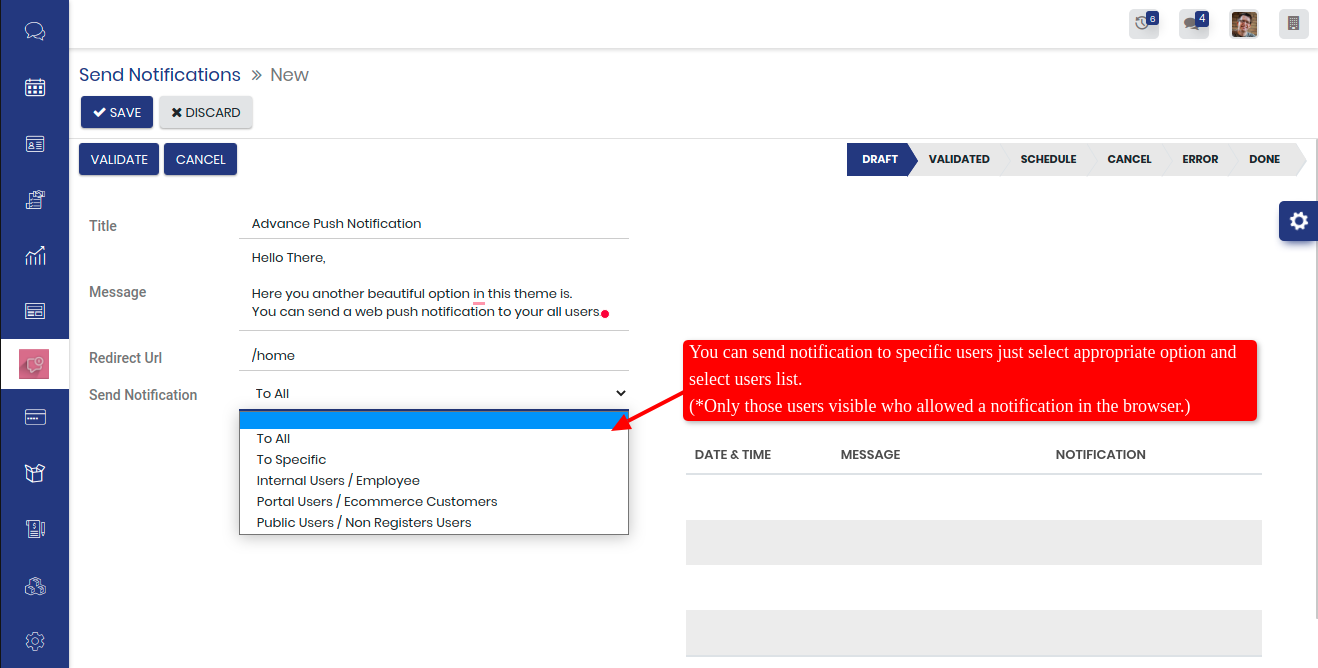 6
4
Send Notifications » New
SAVE
DISCARD
VALIDATE
CANCEL
DRAFT
VALIDATED
SCHEDULE
CANCEL
ERROR
DONE
Title
Advance Push Notification
Message
Hello There,
Here you another beautiful option in this theme is.
You can send a web push notification to your all users.
Redirect Url
/home
Send Notification
To All
To All
To Specific
Internal Users / Employee
Portal Users / Ecommerce Customers
Public Users / Non Registers Users
You can send notification to specific users just select appropriate option and
select users list.
(*Only those users visible who allowed a notification in the browser.)
DATE & TIME
MESSAGE
NOTIFICATION